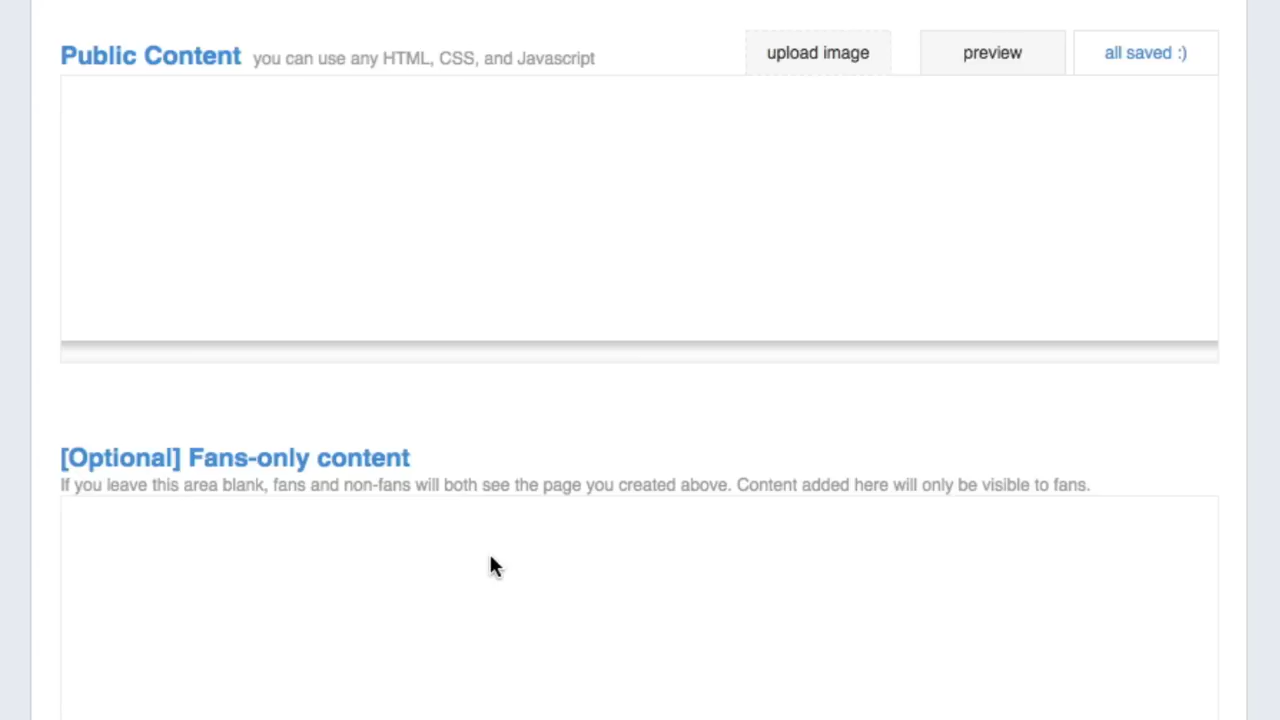 Public Content you can use any HTML, CSS, and Javascript
upload image
preview
all saved :)
[Optional] Fans-only content
If you leave this area blank, fans and non-fans will both see the page you created above. Content added here will only be visible to fans.